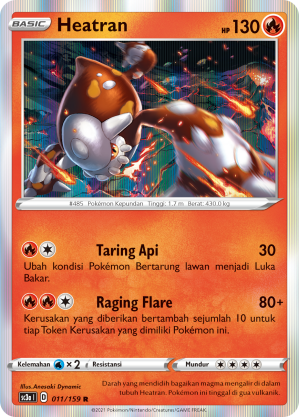 BASIC Heatran HP 130
#485 Pokémon Kepundan Tinggi: 1.7 m Berat: 430.0 kg
Taring Api 30
Ubah kondisi Pokémon Bertarung lawan menjadi Luka
Bakar.
Raging Flare 80+
Kerusakan yang diberikan bertambah sejumlah 10 untuk
tiap Token Kerusakan yang dimiliki Pokémon ini.
Kelemahan ×2 Resistansi Mundur
Illus. Anesaki Dynamic
sc3a I D 011/159 R
Darah yang mendidih bagaikan magma mengalir di dalam
tubuh Heatran. Pokémon ini tinggal di gua vulkanik.
©2021 Pokémon/Nintendo/Creatures/GAME FREAK.